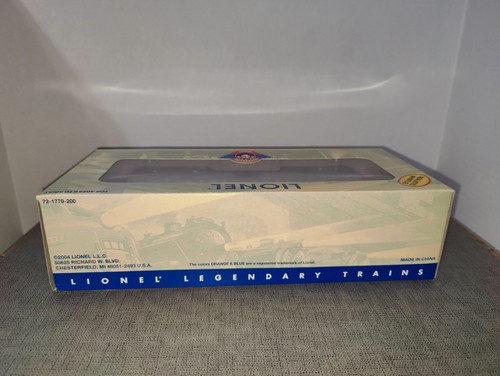 LIONEL
72-1779-200
©2004 LIONEL L.L.C.
50625 RICHARD W. BLVD.
CHESTERFIELD, MI 48051-2493 U.S.A.
The colors ORANGE & BLUE are a registered trademark of Lionel.
MADE IN CHINA
LIONEL® LEGENDARY TRAINS